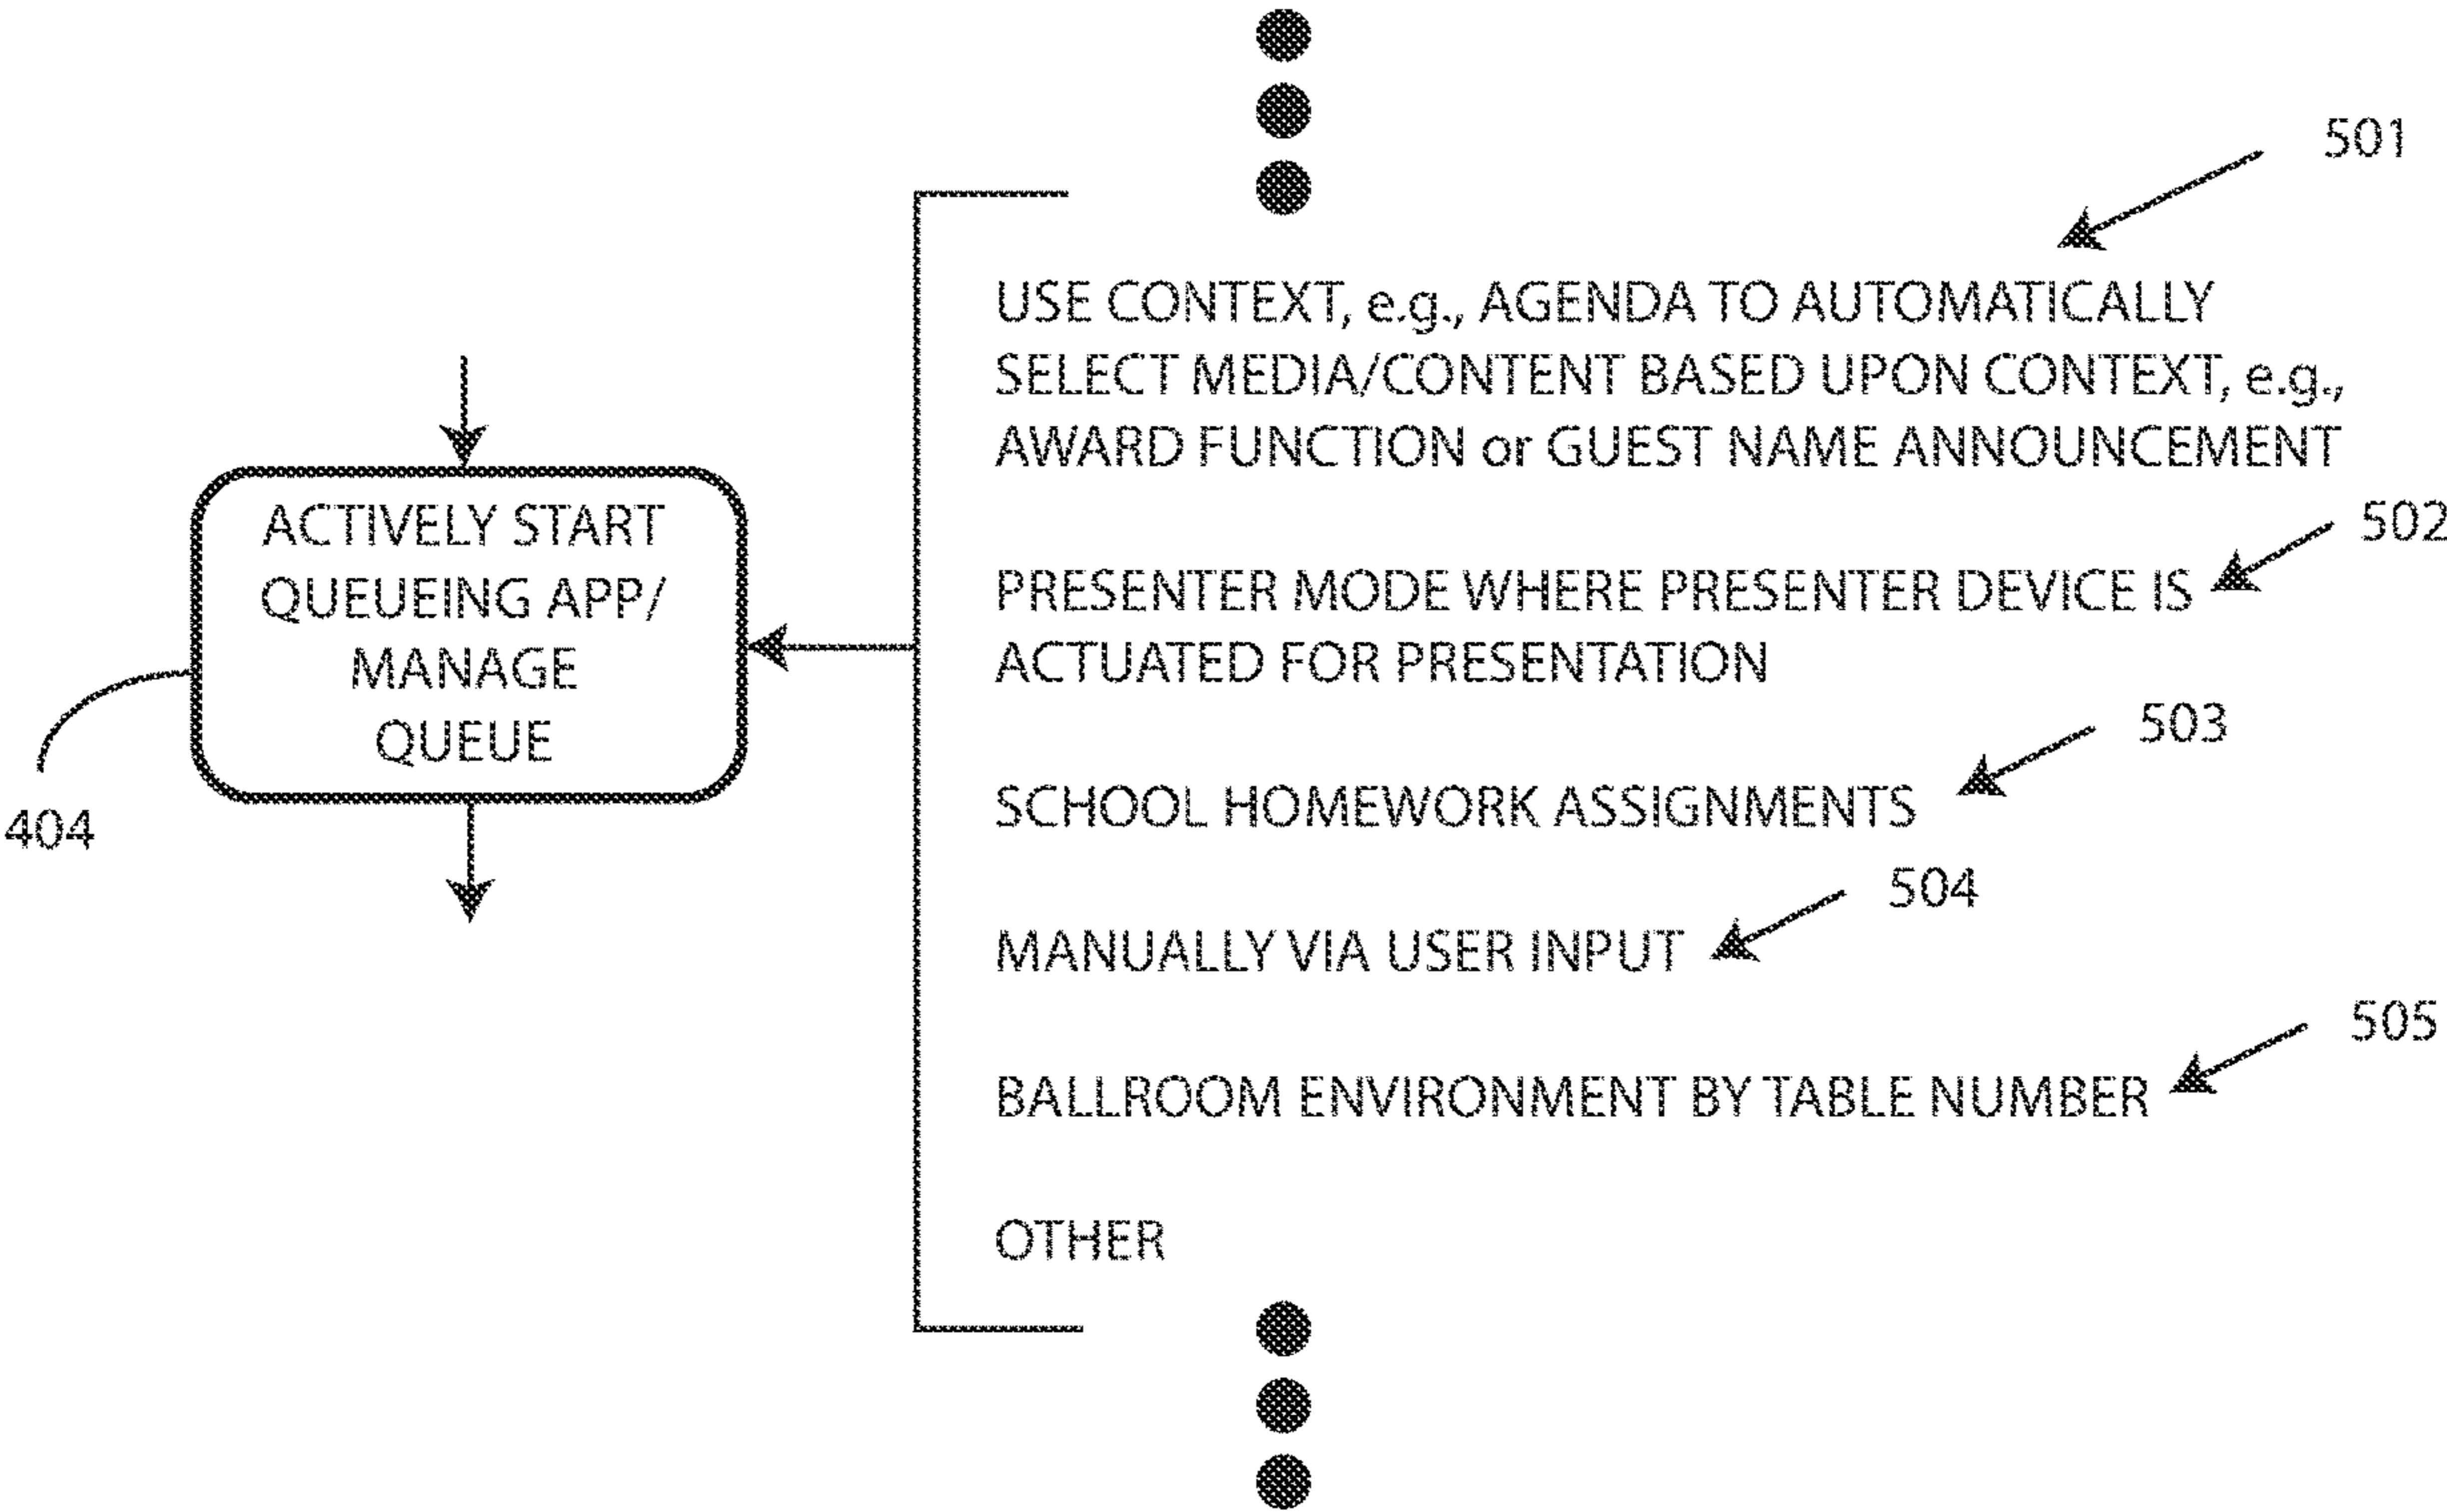 501
USE CONTEXT, e.g., AGENDA TO AUTOMATICALLY
SELECT MEDIA/CONTENT BASED UPON CONTEXT, e.g.,
AWARD FUNCTION or GUEST NAME ANNOUNCEMENT
ACTIVELY START
QUEUEING APP/
MANAGE
QUEUE
404
502
PRESENTER MODE WHERE PRESENTER DEVICE IS
ACTUATED FOR PRESENTATION
503
SCHOOL HOMEWORK ASSIGNMENTS
504
MANUALLY VIA USER INPUT
505
BALLROOM ENVIRONMENT BY TABLE NUMBER
OTHER